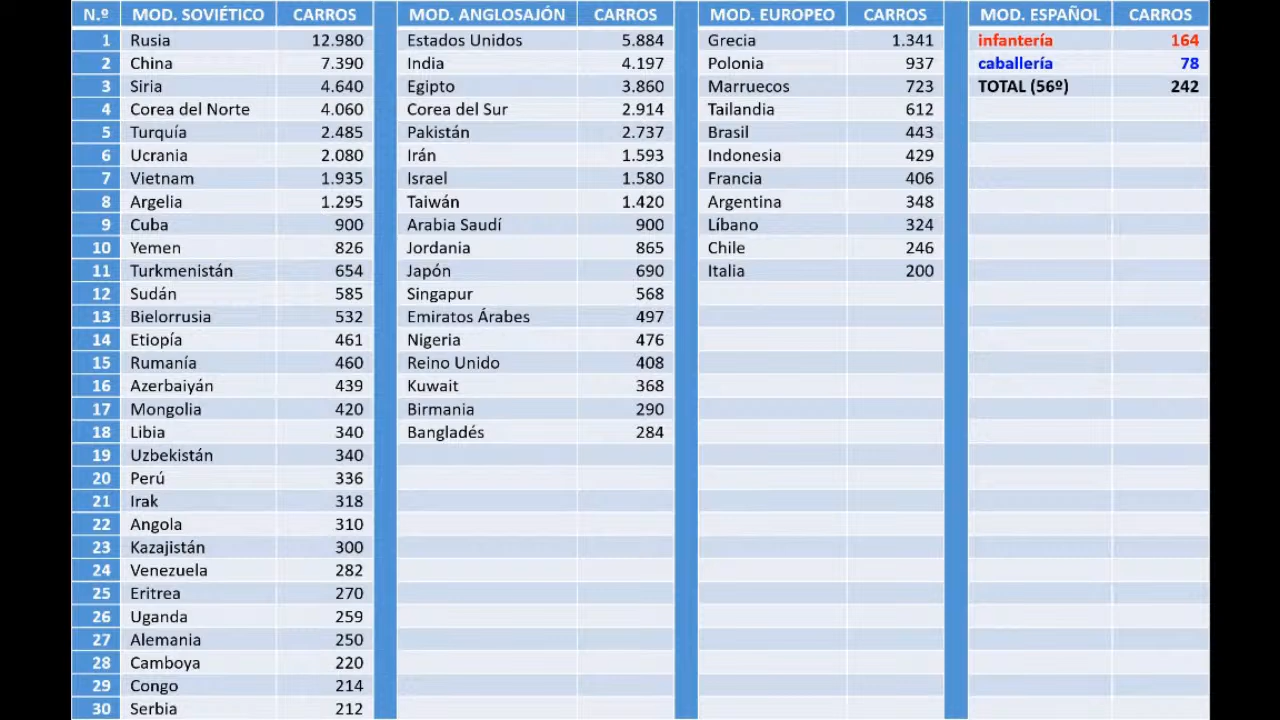 N.º MOD. SOVIÉTICO CARROS MOD. ANGLOSAJÓN CARROS MOD. EUROPEO CARROS MOD. ESPAÑOL CARROS
1 Rusia 12.980 Estados Unidos 5.884 Grecia 1.341 infantería 164
2 China 7.390 India 4.197 Polonia 937 caballería 78
3 Siria 4.640 Egipto 3.860 Marruecos 723 TOTAL (56º) 242
4 Corea del Norte 4.060 Corea del Sur 2.914 Tailandia 612
5 Turquía 2.485 Pakistán 2.737 Brasil 443
6 Ucrania 2.080 Irán 1.593 Indonesia 429
7 Vietnam 1.935 Israel 1.580 Francia 406
8 Argelia 1.295 Taiwán 1.420 Argentina 348
9 Cuba 900 Arabia Saudí 900 Líbano 324
10 Yemen 826 Jordania 865 Chile 246
11 Turkmenistán 654 Japón 690 Italia 200
12 Sudán 585 Singapur 568
13 Bielorrusia 532 Emiratos Árabes 497
14 Etiopía 461 Nigeria 476
15 Rumanía 460 Reino Unido 408
16 Azerbaiyán 439 Kuwait 368
17 Mongolia 420 Birmania 290
18 Libia 340 Bangladés 284
19 Uzbekistán 340
20 Perú 336
21 Irak 318
22 Angola 310
23 Kazajistán 300
24 Venezuela 282
25 Eritrea 270
26 Uganda 259
27 Alemania 250
28 Camboya 220
29 Congo 214
30 Serbia 212